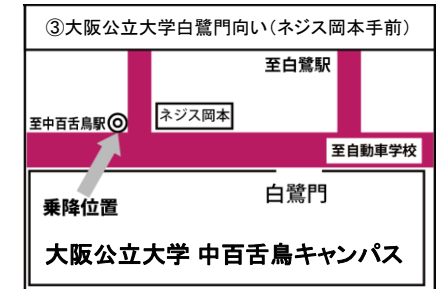 ③大阪公立大学白鷺門向い(ネジス岡本手前)
至白鷺駅
ネジス岡本
至中百舌鳥駅◎
至自動車学校
白鷺門
乗降位置
大阪公立大学 中百舌鳥キャンパス